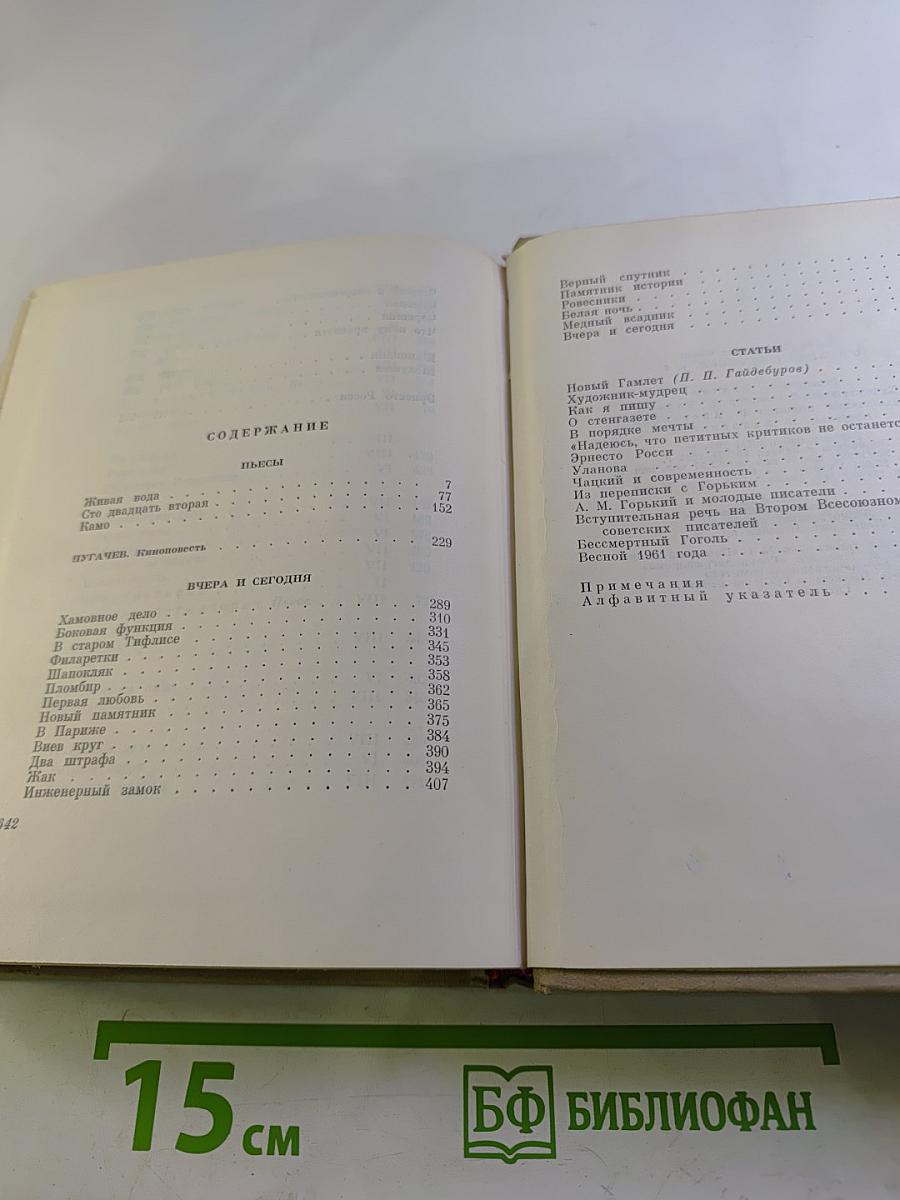 СОДЕРЖАНИЕ
ПЬЕСЫ
Живая вода . . . . . . . . . . . . . . . . 7
Сто двадцать вторая . . . . . . . . . . . . . 77
Камо . . . . . . . . . . . . . . . . . . . 152
ПУГАЧЕВ. Киноповесть . . . . . . . . . . . . 229
ВЧЕРА И СЕГОДНЯ
Хамовное дело . . . . . . . . . . . . . . . 289
Боковая функция . . . . . . . . . . . . . . 310
В старом Тифлисе . . . . . . . . . . . . . . 331
Филаретки . . . . . . . . . . . . . . . . . 345
Шапокляк . . . . . . . . . . . . . . . . . 353
Пломбир . . . . . . . . . . . . . . . . . . 358
Первая любовь . . . . . . . . . . . . . . . 362
Новый памятник . . . . . . . . . . . . . . . 365
В Париже . . . . . . . . . . . . . . . . . 375
Виев круг . . . . . . . . . . . . . . . . . 384
Два штрафа . . . . . . . . . . . . . . . . 390
Жак . . . . . . . . . . . . . . . . . . . 394
Инженерный замок . . . . . . . . . . . . . . 407
642
Верный спутник . . . . . . . . . .
Памятник истории . . . . . . . . .
Ровесники . . . . . . . . . . . .
Белая ночь . . . . . . . . . . . .
Медный всадник . . . . . . . . . .
Вчера и сегодня . . . . . . . . . .
СТАТЬИ
Новый Гамлет (П. П. Гайдебуров) . . . .
Художник-мудрец . . . . . . . . . .
Как я пишу . . . . . . . . . . . .
О стенгазете . . . . . . . . . . .
В порядке мечты . . . . . . . . . .
«Надеюсь, что петитных критиков не останетс
Эрнесто Росси . . . . . . . . . . .
Уланова . . . . . . . . . . . . .
Чацкий и современность . . . . . . .
Из переписки с Горьким . . . . . . .
А. М. Горький и молодые писатели . . .
Вступительная речь на Втором Всесоюзном
советских писателей . . . . . . . .
Бессмертный Гоголь . . . . . . . . .
Весной 1961 года . . . . . . . . . .
Примечания . . . . . . . . . . .
Алфавитный указатель . . .
15 см
БФ БИБЛИОФАН